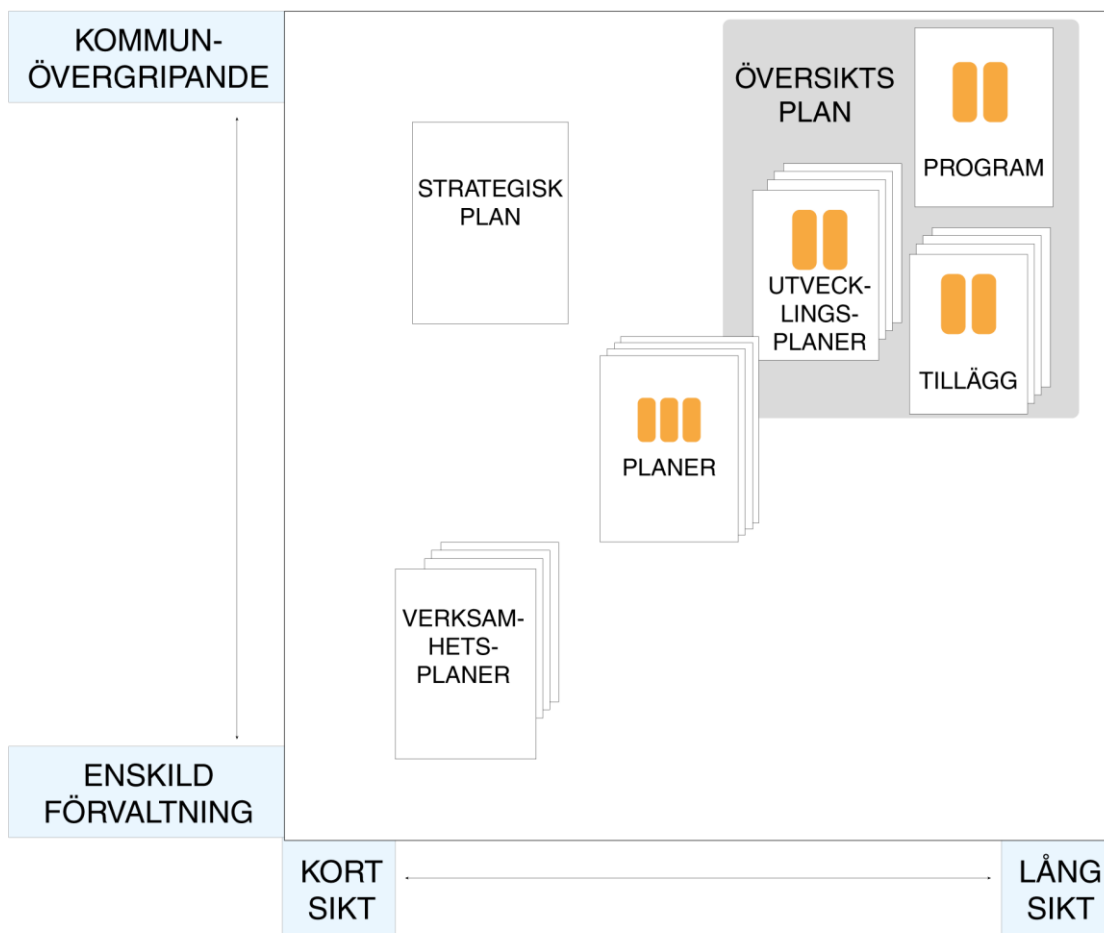 KOMMUN-
ÖVERGRIPANDE
ÖVERSIKTS
PLAN
PROGRAM
STRATEGISK
PLAN
UTVECK-
LINGS-
PLANER
TILLÄGG
PLANER
VERKSAM-
HETS-
PLANER
ENSKILD
FÖRVALTNING
KORT
SIKT
LÅNG
SIKT